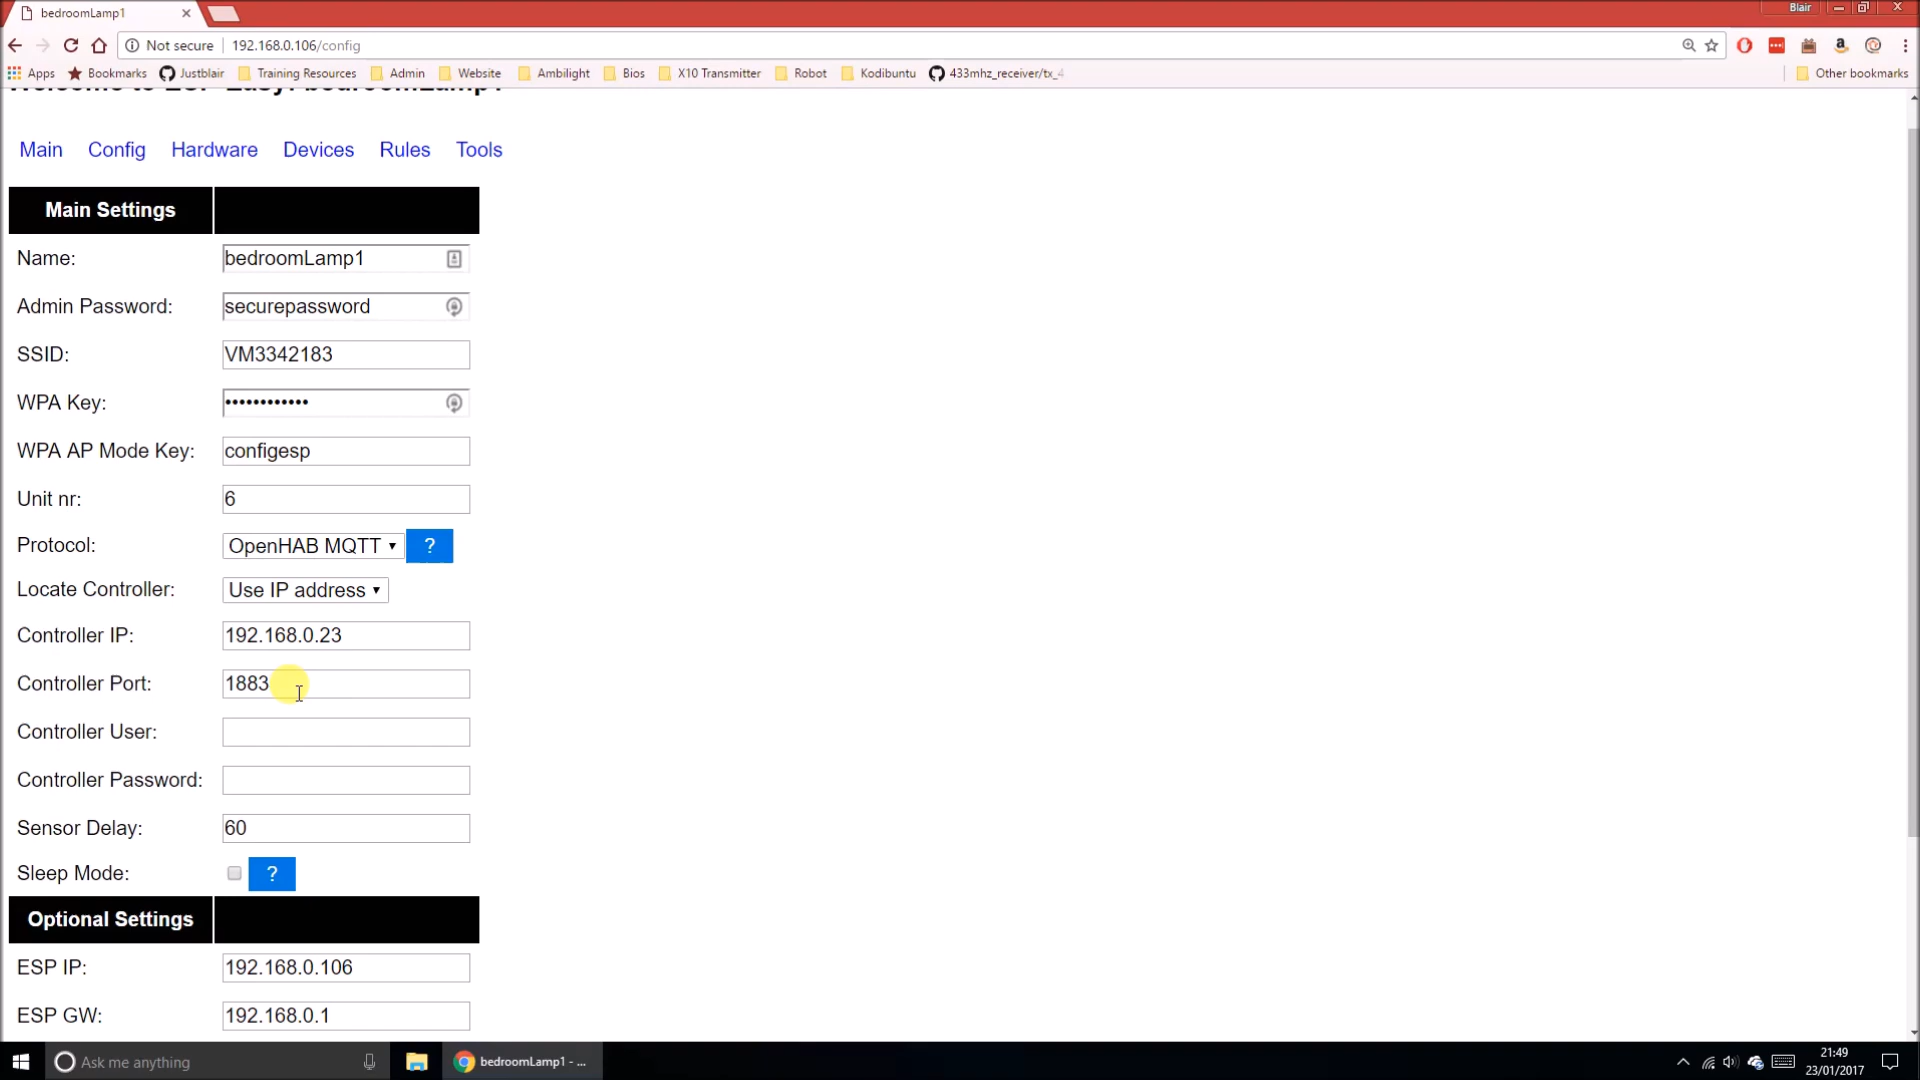 bedroomLamp1
Blair
Not secure 192.168.0.106/config
Apps Bookmarks Justblair Training Resources Admin Website Ambilight Bios X10 Transmitter Robot Kodibuntu 433mhz_receiver/tx_4 Other bookmarks
Welcome to ESP Easy: bedroomLamp1
Main Config Hardware Devices Rules Tools
Main Settings
Name: bedroomLamp1
Admin Password: securepassword
SSID: VM3342183
WPA Key: ••••••••••••
WPA AP Mode Key: configesp
Unit nr: 6
Protocol: OpenHAB MQTT ?
Locate Controller: Use IP address
Controller IP: 192.168.0.23
Controller Port: 1883
Controller User:
Controller Password:
Sensor Delay: 60
Sleep Mode: ?
Optional Settings
ESP IP: 192.168.0.106
ESP GW: 192.168.0.1
Ask me anything
bedroomLamp1 - ...
21:49
23/01/2017